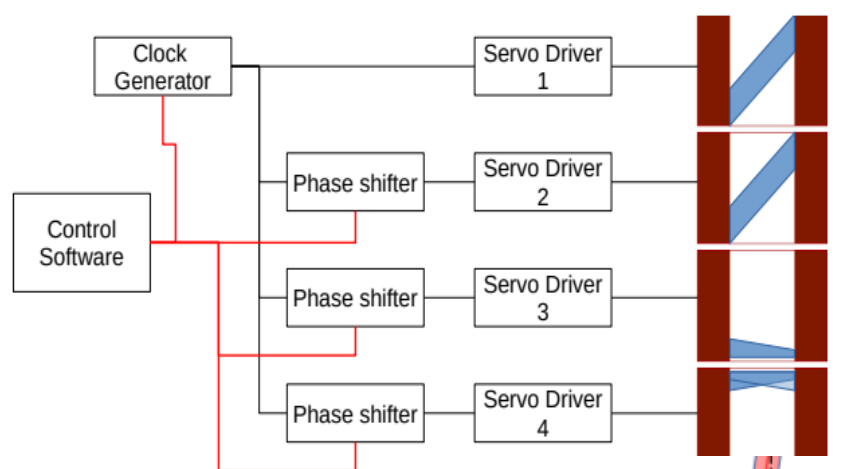 Clock
Generator
Servo Driver
1
Phase shifter
Servo Driver
2
Control
Software
Phase shifter
Servo Driver
3
Phase shifter
Servo Driver
4